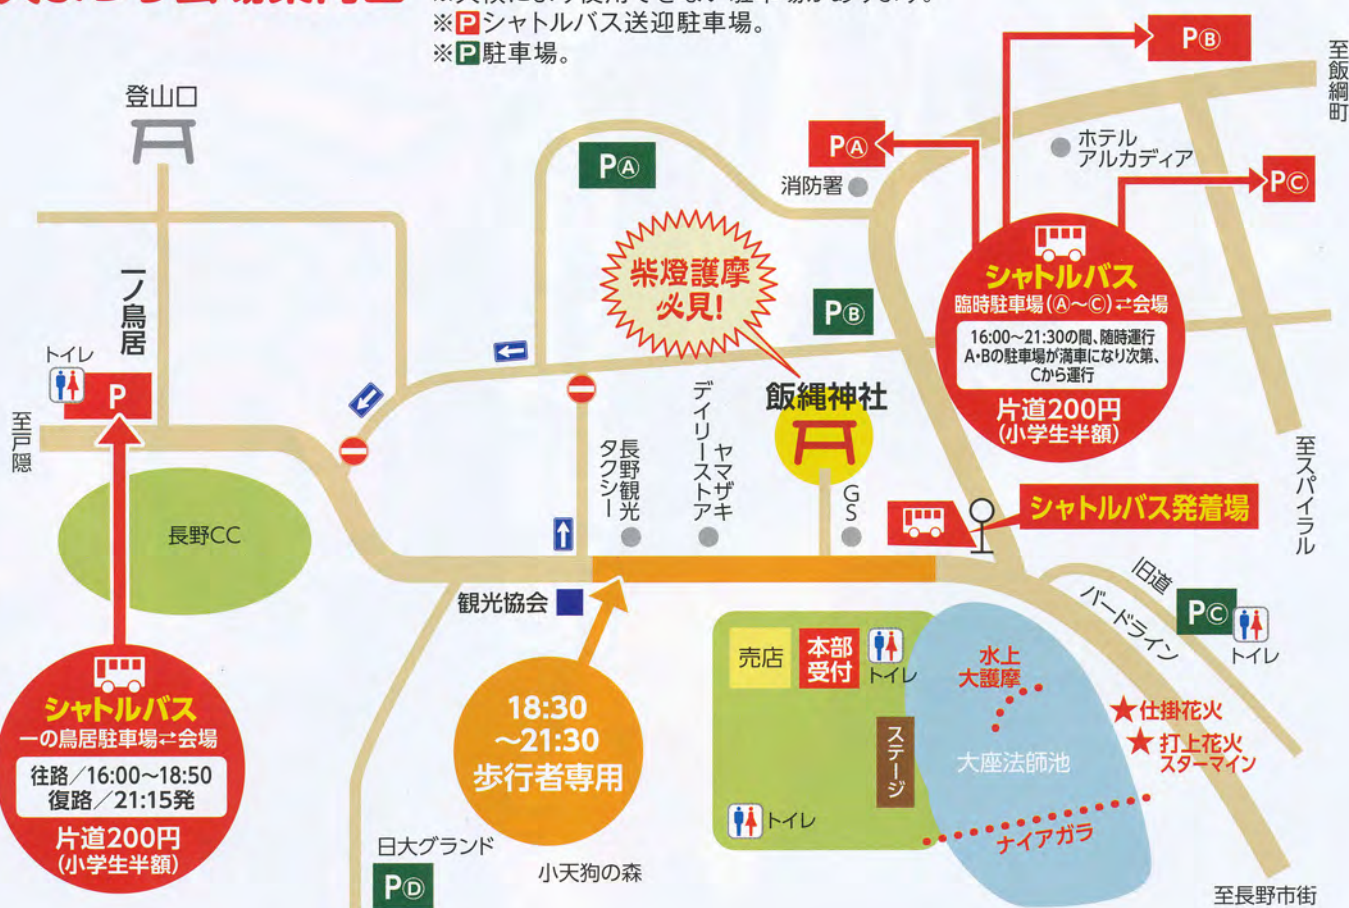 ※Pシャトルバス送迎駐車場。
※P駐車場。
PⒷ
至飯綱町
登山口
PⒶ
PⒶ
消防署
ホテル
アルカディア
PⒸ
柴燈護摩
必見!
シャトルバス
臨時駐車場(Ⓐ～Ⓒ)⇄会場
16:00～21:30の間、随時運行
A・Bの駐車場が満車になり次第、
Cから運行
片道200円
(小学生半額)
一ノ鳥居
PⒷ
トイレ
P
至戸隠
飯縄神社
長野観光
タクシー
ヤマザキ
デイリーストア
GS
シャトルバス発着場
至スパイラル
長野CC
観光協会
旧道
バードライン
PⒸ
トイレ
売店
本部
受付
トイレ
水上
大護摩
18:30
～21:30
歩行者専用
シャトルバス
一の鳥居駐車場⇄会場
往路／16:00～18:50
復路／21:15発
片道200円
(小学生半額)
ステージ
大座法師池
★仕掛花火
★打上花火
スターマイン
トイレ
ナイアガラ
日大グランド
PⒹ
小天狗の森
至長野市街